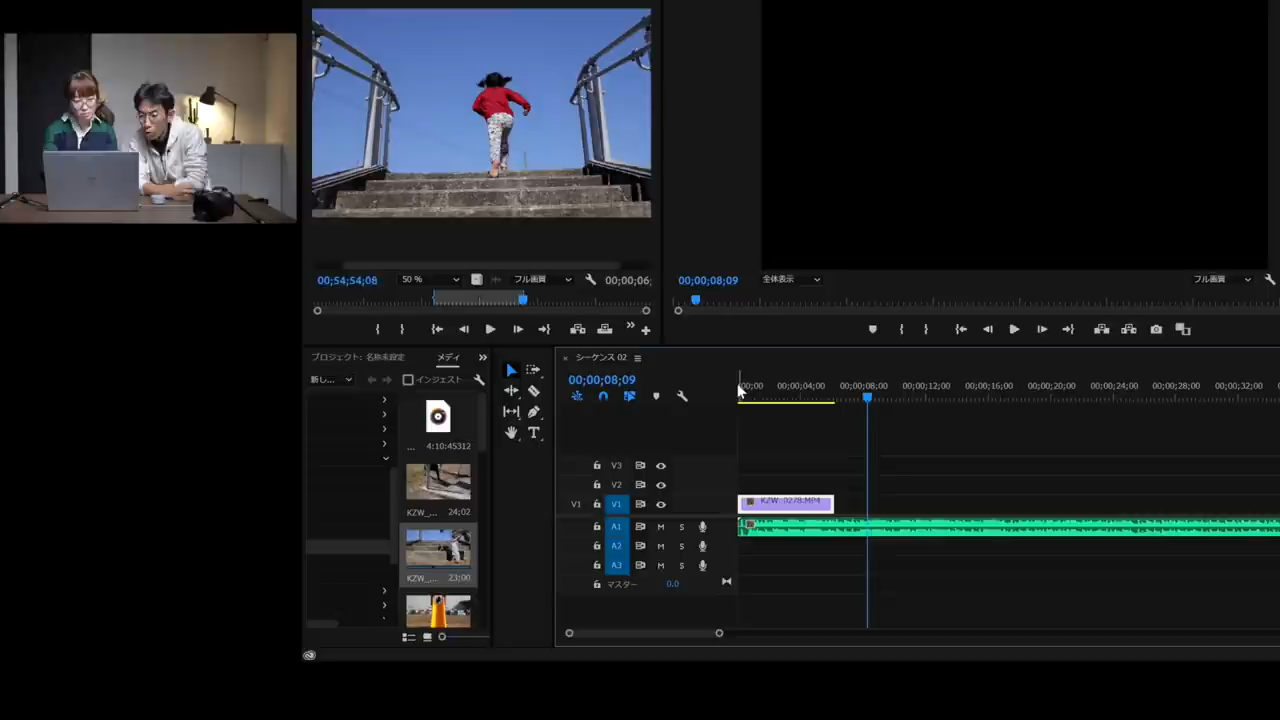 00;54;54;08
50 %
フル画質
00;00;06;
00;00;08;09
全体表示
フル画質
プロジェクト: 名称未設定
メディ
新し...
インジェスト
... 4:10:45312
KZW_... 24;02
KZW_... 23;00
× シーケンス 02
00;00;08;09
;00;00
00;00;04;00
00;00;08;00
00;00;12;00
00;00;16;00
00;00;20;00
00;00;24;00
00;00;28;00
00;00;32;00
V3
V2
V1 V1
KZW_0278.MP4
A1 M S
A2 M S
A3 M S
マスター 0.0